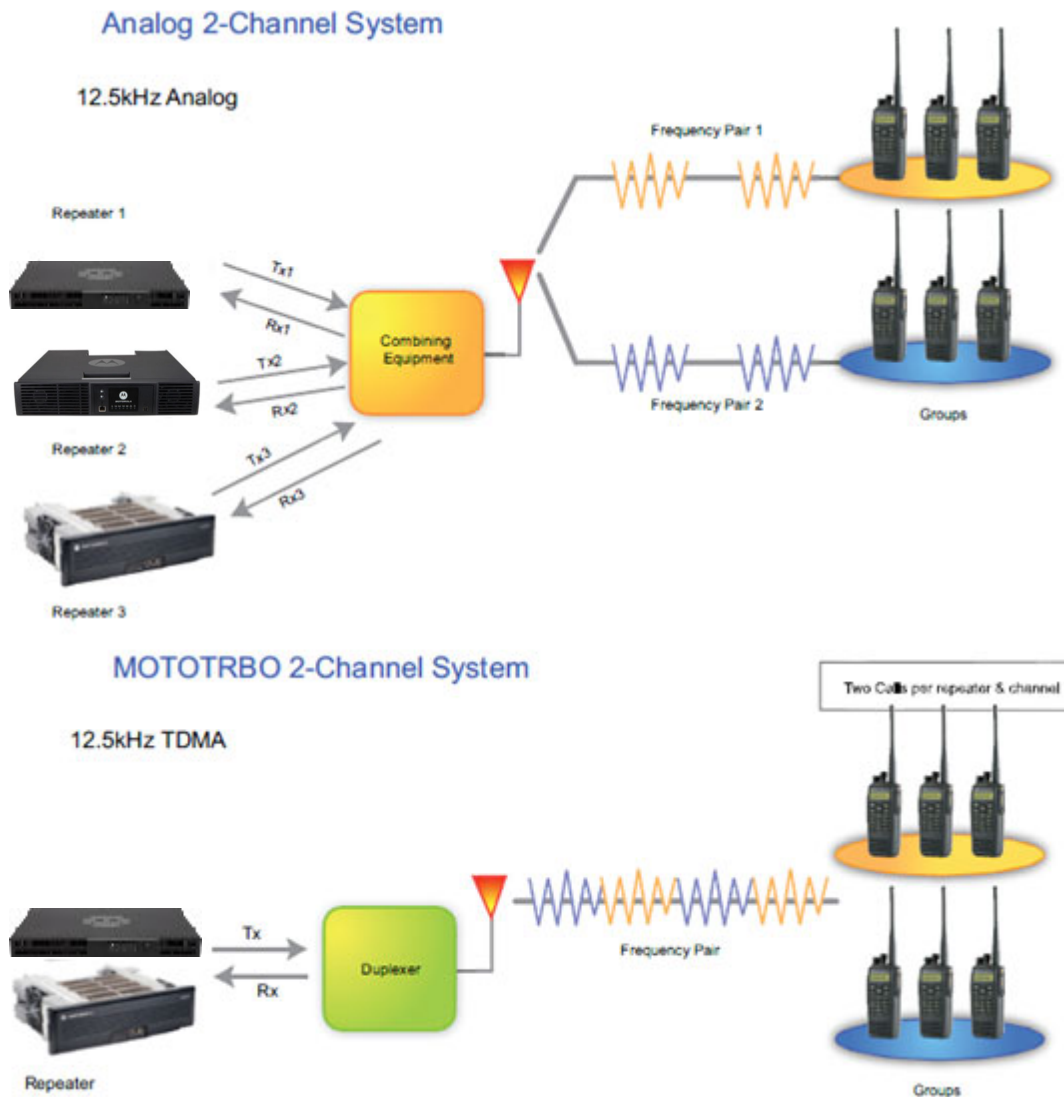 Analog 2-Channel System
12.5kHz Analog
Frequency Pair 1
Repeater 1
Tx1
Rx1
Combining
Equipment
Tx2
Rx2
Frequency Pair 2
Groups
Repeater 2
Tx3
Rx3
Repeater 3
MOTOTRBO 2-Channel System
Two Calls per repeater & channel
12.5kHz TDMA
Tx
Duplexer
Rx
Frequency Pair
Repeater
Groups